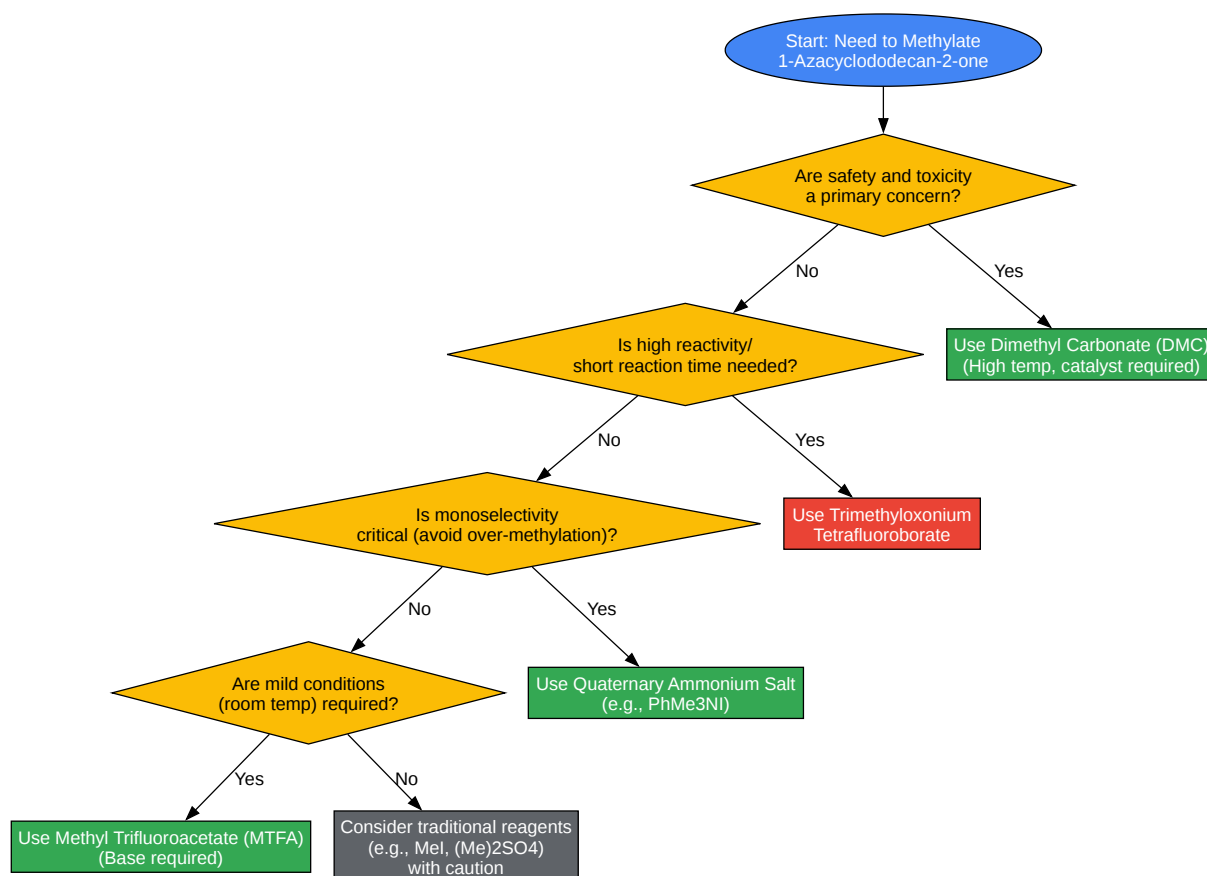 Start: Need to Methylate
1-Azacyclododecan-2-one
Are safety and toxicity
a primary concern?
No
Yes
Is high reactivity/
short reaction time needed?
Use Dimethyl Carbonate (DMC)
(High temp, catalyst required)
No
Yes
Is monoselectivity
critical (avoid over-methylation)?
Use Trimethyloxonium
Tetrafluoroborate
No
Yes
Are mild conditions
(room temp) required?
Use Quaternary Ammonium Salt
(e.g., PhMe3NI)
Yes
No
Use Methyl Trifluoroacetate (MTFA)
(Base required)
Consider traditional reagents
(e.g., MeI, (Me)2SO4)
with caution